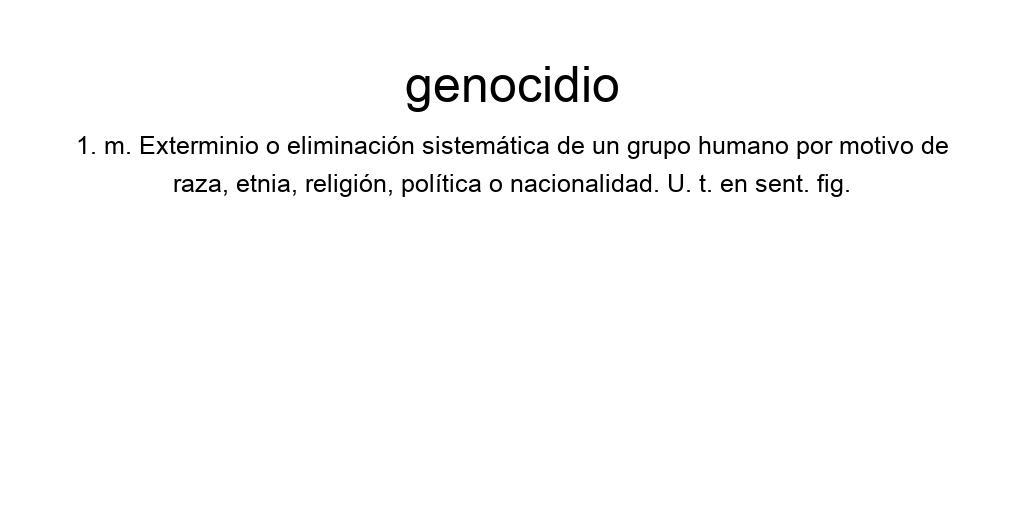 genocidio
1. m. Exterminio o eliminación sistemática de un grupo humano por motivo de
raza, etnia, religión, política o nacionalidad. U. t. en sent. fig.